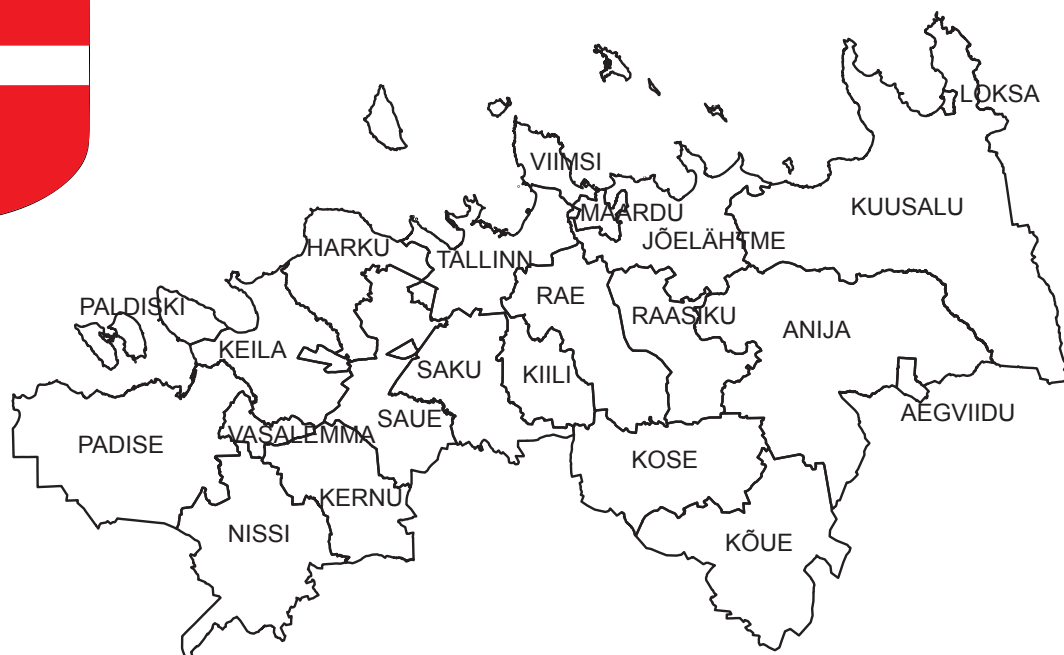 LOKSA
VIIMSI
KUUSALU
MAARDU
JÕELÄHTME
HARKU
TALLINN
RAE
PALDISKI
RAASIKU
ANIJA
KEILA
SAKU
KIILI
AEGVIIDU
SAUE
VASALEMMA
PADISE
KOSE
KERNU
NISSI
KÕUE